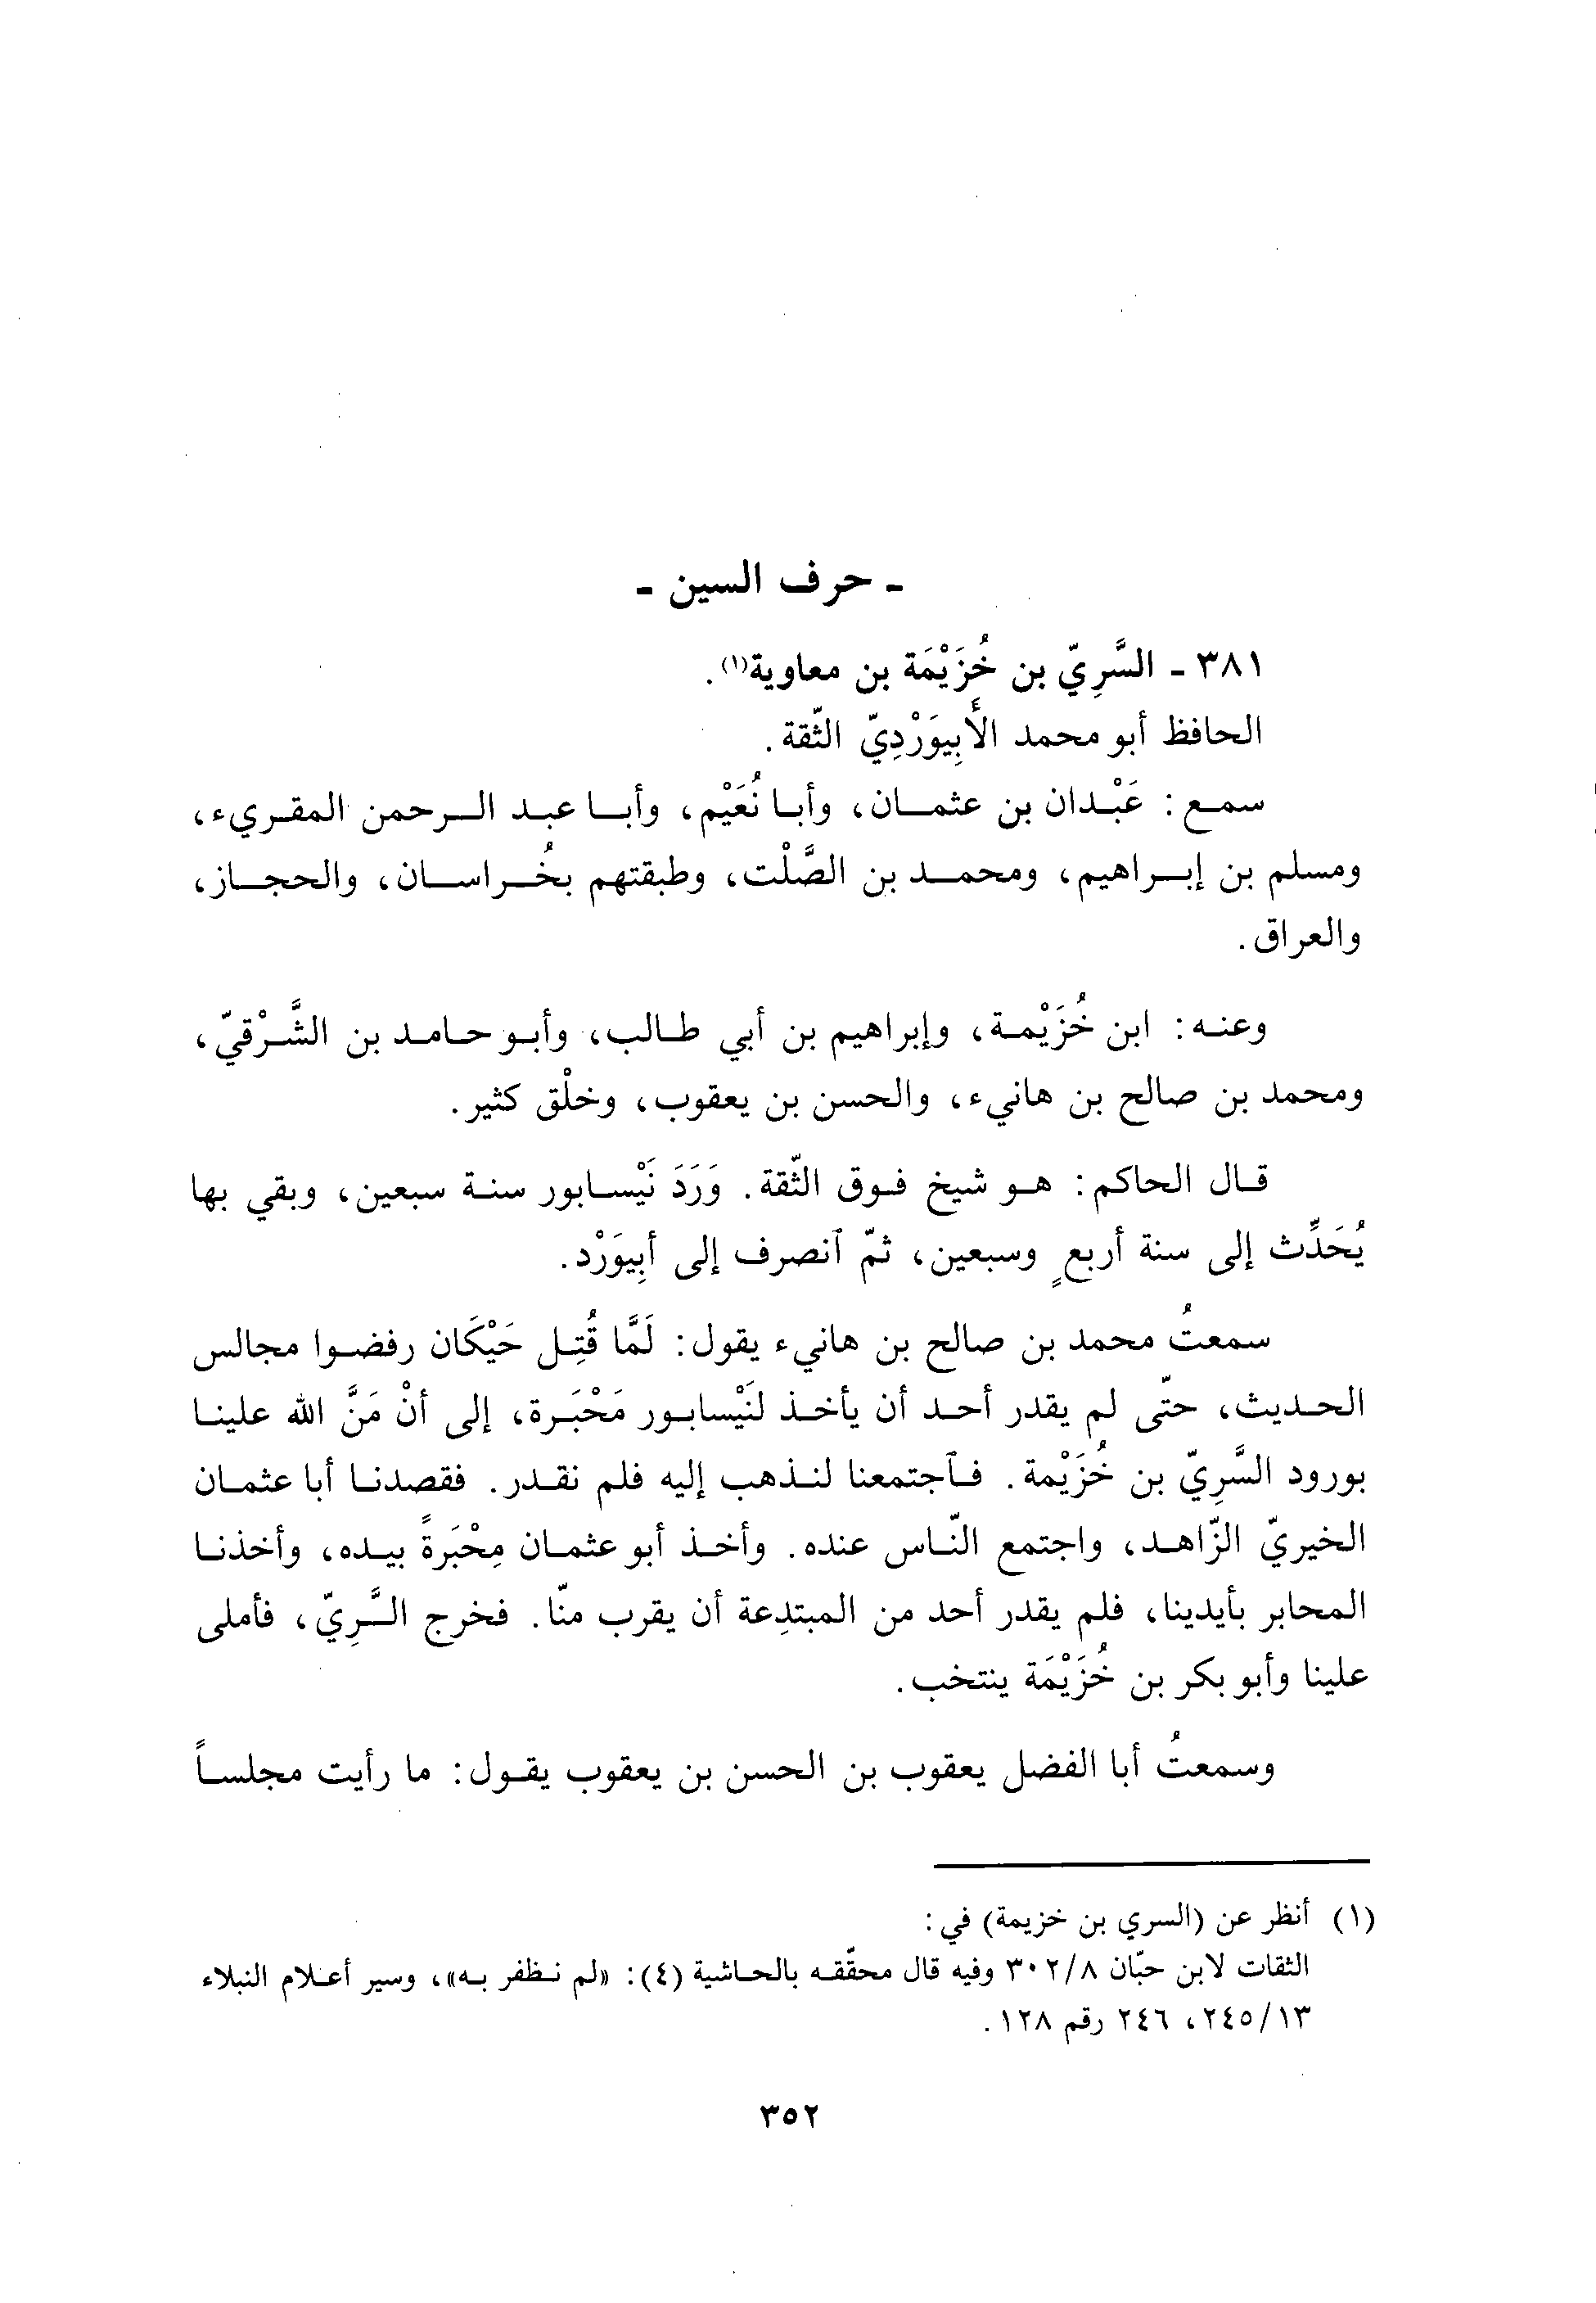 - حرف السين -
٣٨١ - السَّرِيّ بن خُزَيْمَة بن معاوية(١).
الحافظ أبو محمد الأَبِيوَرْدِيّ الثّقة.
سمع: عَبْدان بن عثمان، وأبا نُعَيْم، وأبا عبد الرحمن المقريء،
ومسلم بن إبراهيم، ومحمد بن الصَّلْت، وطبقتهم بخُراسان، والحجاز،
والعراق.
وعنه: ابن خُزَيْمة، وإبراهيم بن أبي طالب، وأبو حامد بن الشَّرْقيّ،
ومحمد بن صالح بن هانيء، والحسن بن يعقوب، وخلْق كثير.
قال الحاكم: هو شيخ فوق الثّقة. وَرَدَ نَيْسابور سنة سبعين، وبقي بها
يُحَدِّث إلى سنة أربعٍ وسبعين، ثمّ ٱنصرف إلى أبِيوَرْد.
سمعتُ محمد بن صالح بن هانيء يقول: لَمَّا قُتِل حَيْكَان رفضوا مجالس
الحديث، حتّى لم يقدر أحد أن يأخذ لنَيْسابور مَحْبَرة، إلى أنْ مَنَّ الله علينا
بورود السَّرِيّ بن خُزَيْمة. فٱجتمعنا لنذهب إليه فلم نقدر. فقصدنا أبا عثمان
الخيريّ الزّاهد، واجتمع النّاس عنده. وأخذ أبو عثمان مِحْبَرةً بيده، وأخذنا
المحابر بأيدينا، فلم يقدر أحد من المبتدِعة أن يقرب منّا. فخرج السَّرِيّ، فأملى
علينا وأبو بكر بن خُزَيْمَة ينتخب.
وسمعتُ أبا الفضل يعقوب بن الحسن بن يعقوب يقول: ما رأيت مجلساً
(١) أنظر عن (السري بن خزيمة) في:
الثقات لابن حبّان ٣٠٢/٨ وفيه قال محقّقه بالحاشية (٤): «لم نظفر به»، وسير أعلام النبلاء
٢٤٥/١٣، ٢٤٦ رقم ١٢٨.
٣٥٢